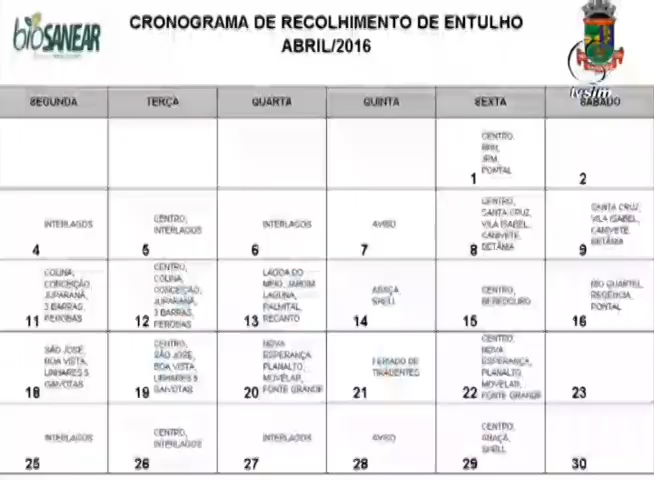 bioSANEAR
CRONOGRAMA DE RECOLHIMENTO DE ENTULHO
ABRIL/2016
SEGUNDA TERÇA QUARTA QUINTA SEXTA SÁBADO
CENTRO,
PONTAL
1 2
INTERLAGOS
4
CENTRO,
INTERLAGOS
5
INTERLAGOS
6
AVISO
7
CENTRO,
SANTA CRUZ,
VILA ISABEL,
CANIVETE,
BETÂNIA
8
SANTA CRUZ,
VILA ISABEL,
CANIVETE,
BETÂNIA
9
COLINA,
CONCEIÇÃO,
JUPARANÃ,
3 BARRAS,
PEROBAS
11
CENTRO,
COLINA,
CONCEIÇÃO,
JUPARANÃ,
3 BARRAS,
PEROBAS
12
LAGOA DO
MEIO, JARDIM
LAGUNA,
PALMITAL,
RECANTO
13
ARAÇÁ,
SHELL
14
CENTRO,
BEBEDOURO
15
RIO QUARTEL,
REGÊNCIA,
PONTAL
16
SÃO JOSÉ,
BOA VISTA,
LINHARES 5
GAIVOTAS
18
CENTRO,
SÃO JOSÉ,
BOA VISTA,
LINHARES 5
GAIVOTAS
19
NOVA
ESPERANÇA
PLANALTO,
MOVELAR,
FONTE GRANDE
20
FERIADO DE
TIRADENTES
21
CENTRO,
NOVA
ESPERANÇA,
PLANALTO,
MOVELAR,
FONTE GRANDE
22
23
INTERLAGOS
25
CENTRO,
INTERLAGOS
26
INTERLAGOS
27
AVISO
28
CENTRO,
ARAÇÁ,
SHELL
29
30